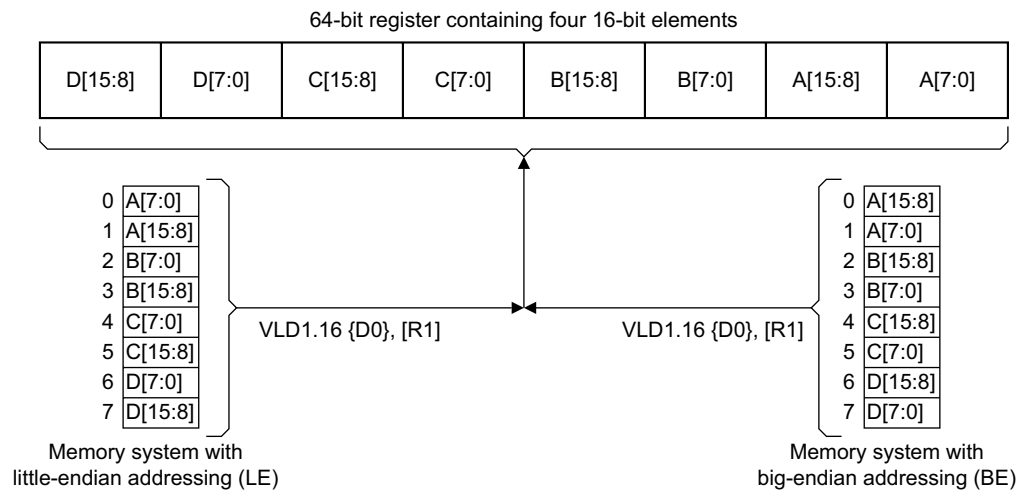 64-bit register containing four 16-bit elements
D[15:8] D[7:0] C[15:8] C[7:0] B[15:8] B[7:0] A[15:8] A[7:0]
0 A[7:0]
1 A[15:8]
2 B[7:0]
3 B[15:8]
4 C[7:0]
5 C[15:8]
6 D[7:0]
7 D[15:8]
VLD1.16 {D0}, [R1]
Memory system with
little-endian addressing (LE)
VLD1.16 {D0}, [R1]
0 A[15:8]
1 A[7:0]
2 B[15:8]
3 B[7:0]
4 C[15:8]
5 C[7:0]
6 D[15:8]
7 D[7:0]
Memory system with
big-endian addressing (BE)